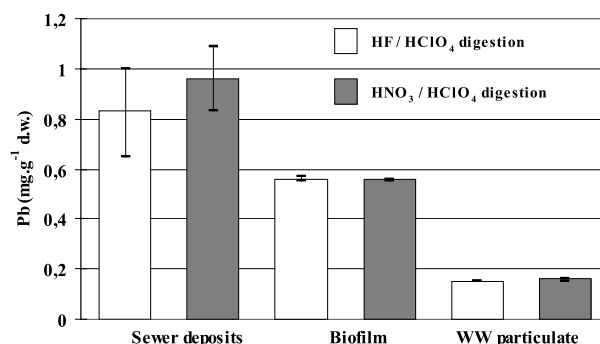 1,2
1
0,8
0,6
0,4
0,2
0
Pb (mg.g⁻¹ d.w.)
HF / HClO₄ digestion
HNO₃ / HClO₄ digestion
Sewer deposits
Biofilm
WW particulate